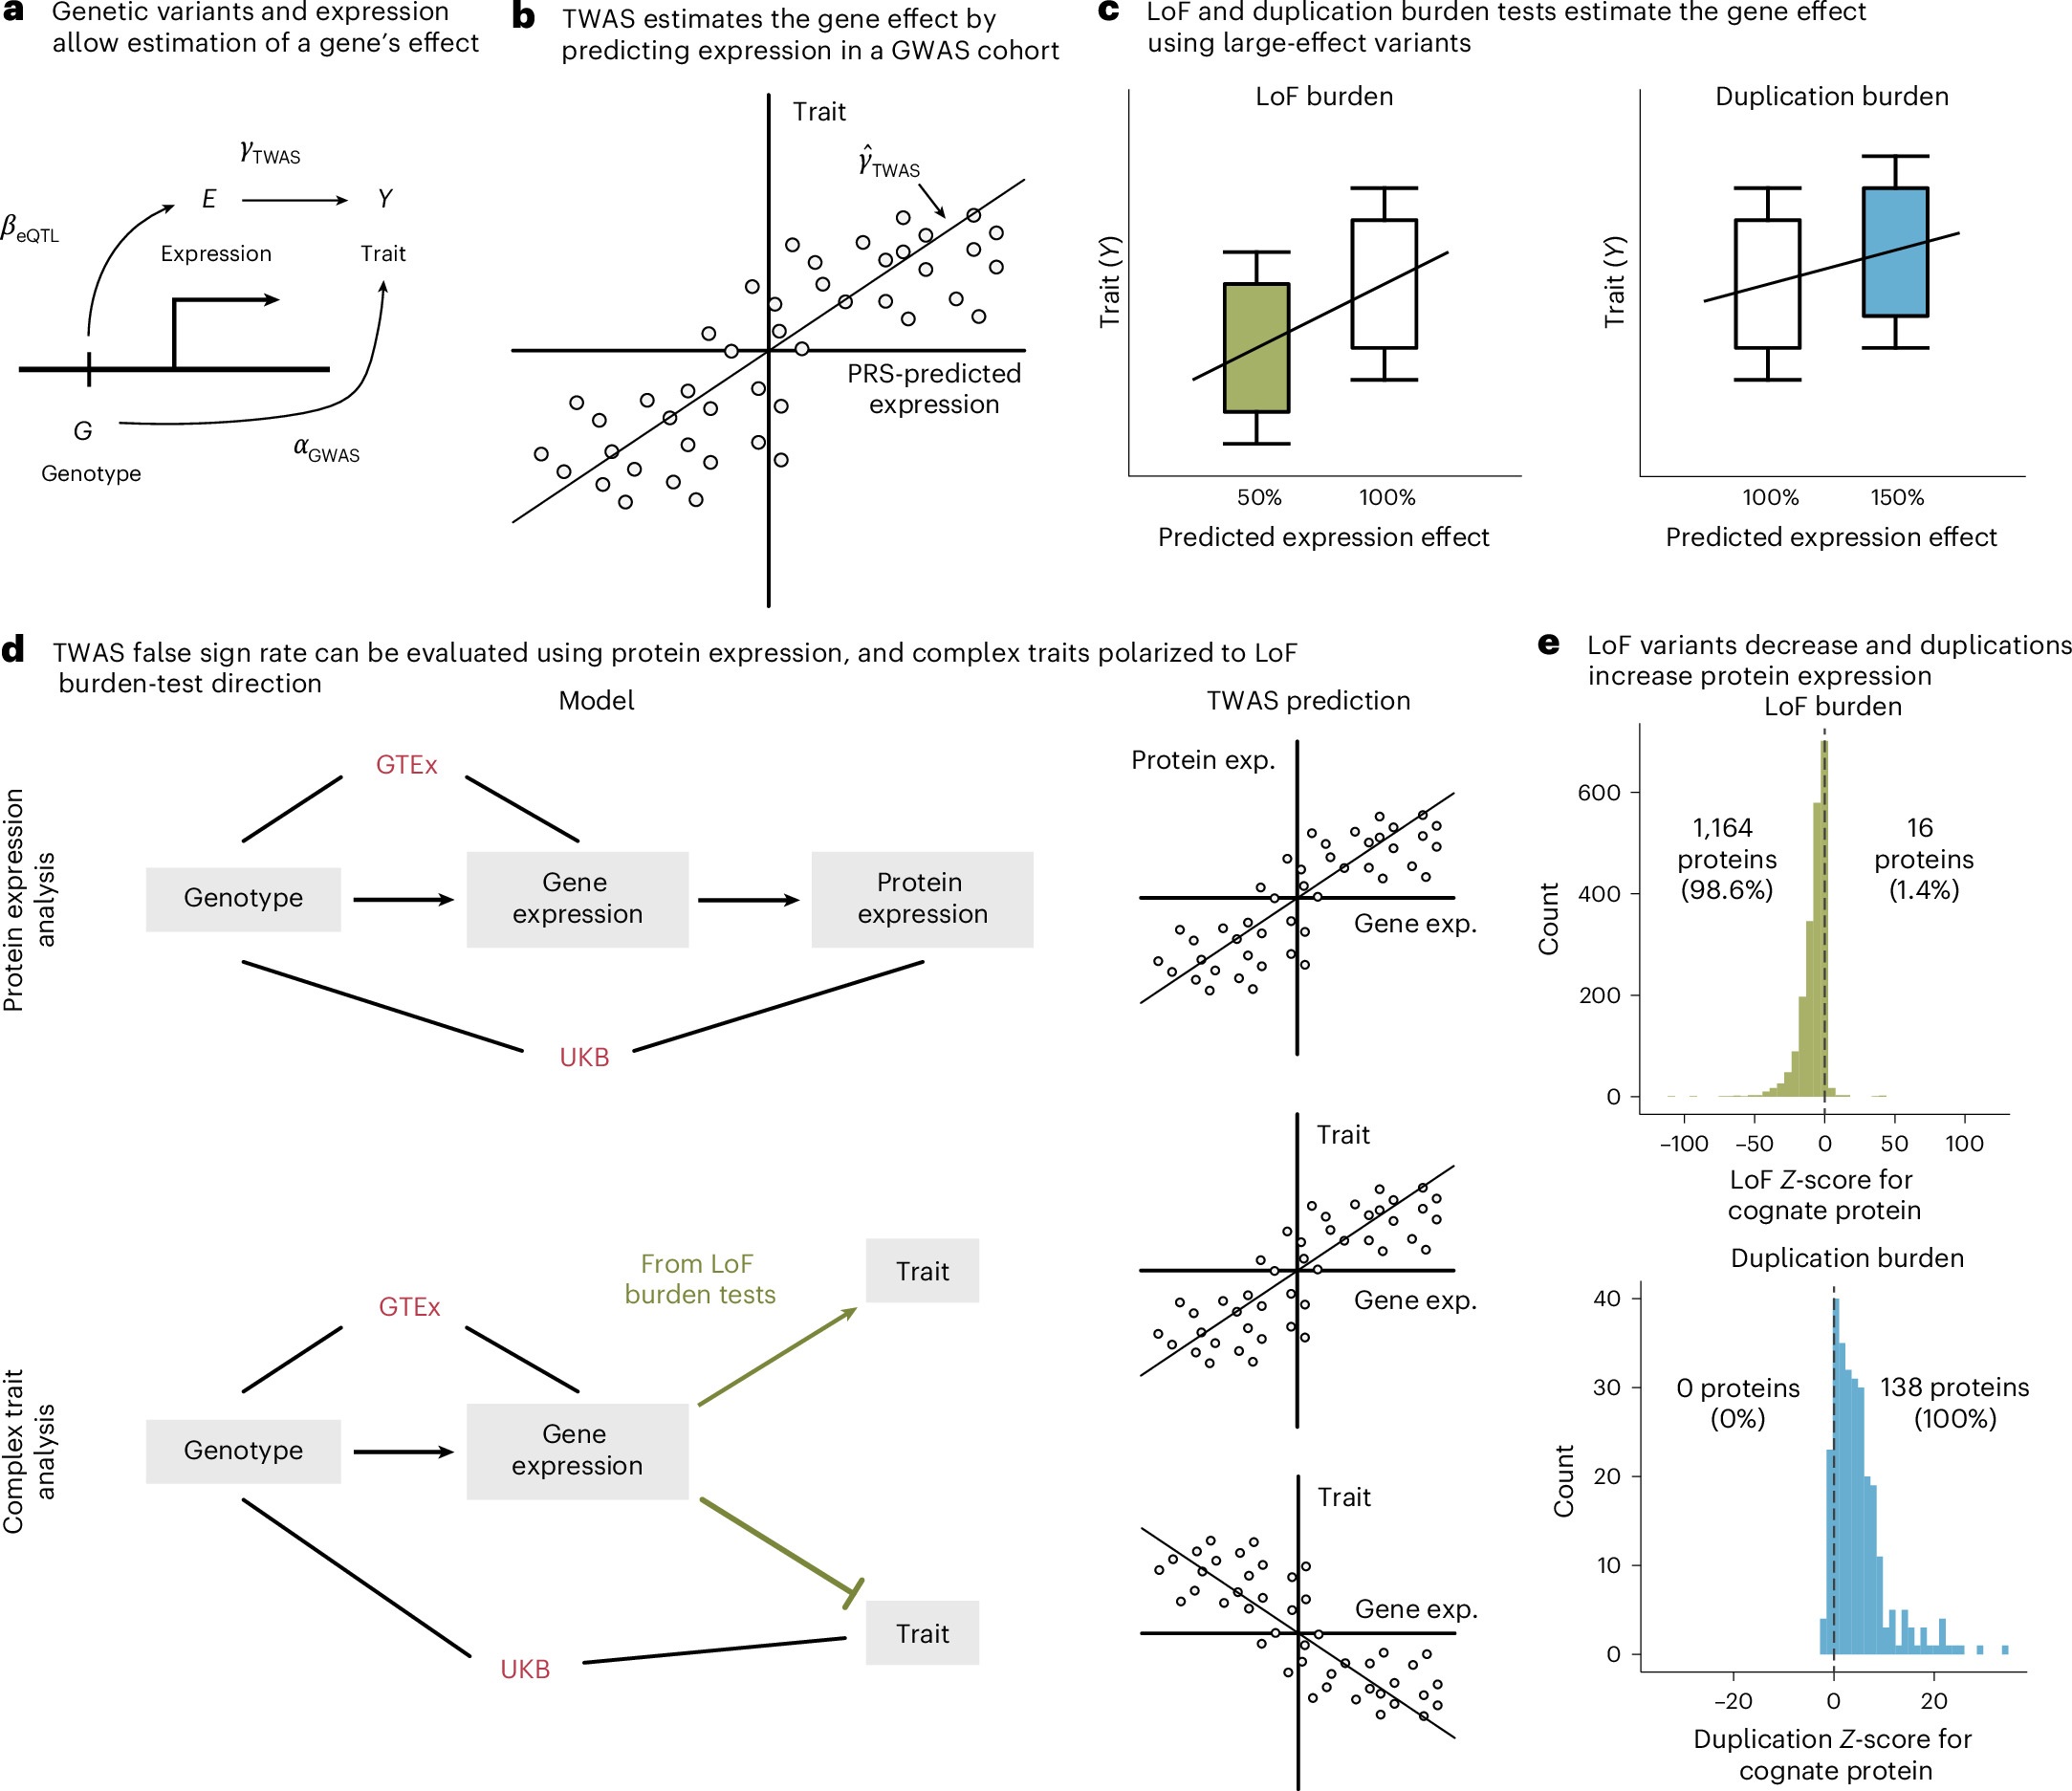 a Genetic variants and expression
allow estimation of a gene's effect
γTWAS
E
Y
βeQTL
Expression
Trait
G
αGWAS
Genotype
b TWAS estimates the gene effect by
predicting expression in a GWAS cohort
Trait
γ̂TWAS
PRS-predicted
expression
c LoF and duplication burden tests estimate the gene effect
using large-effect variants
LoF burden
Trait (Y)
50%
100%
Predicted expression effect
Duplication burden
Trait (Y)
100%
150%
Predicted expression effect
d TWAS false sign rate can be evaluated using protein expression, and complex traits polarized to LoF
burden-test direction
Model
TWAS prediction
Protein expression
analysis
GTEx
Genotype
Gene
expression
Protein
expression
UKB
Protein exp.
Gene exp.
Complex trait
analysis
GTEx
From LoF
burden tests
Trait
Genotype
Gene
expression
Trait
UKB
Trait
Gene exp.
Trait
Gene exp.
e LoF variants decrease and duplications
increase protein expression
LoF burden
Count
600
400
200
0
1,164
proteins
(98.6%)
16
proteins
(1.4%)
−100
−50
0
50
100
LoF Z-score for
cognate protein
Duplication burden
Count
40
30
20
10
0
0 proteins
(0%)
138 proteins
(100%)
−20
0
20
Duplication Z-score for
cognate protein